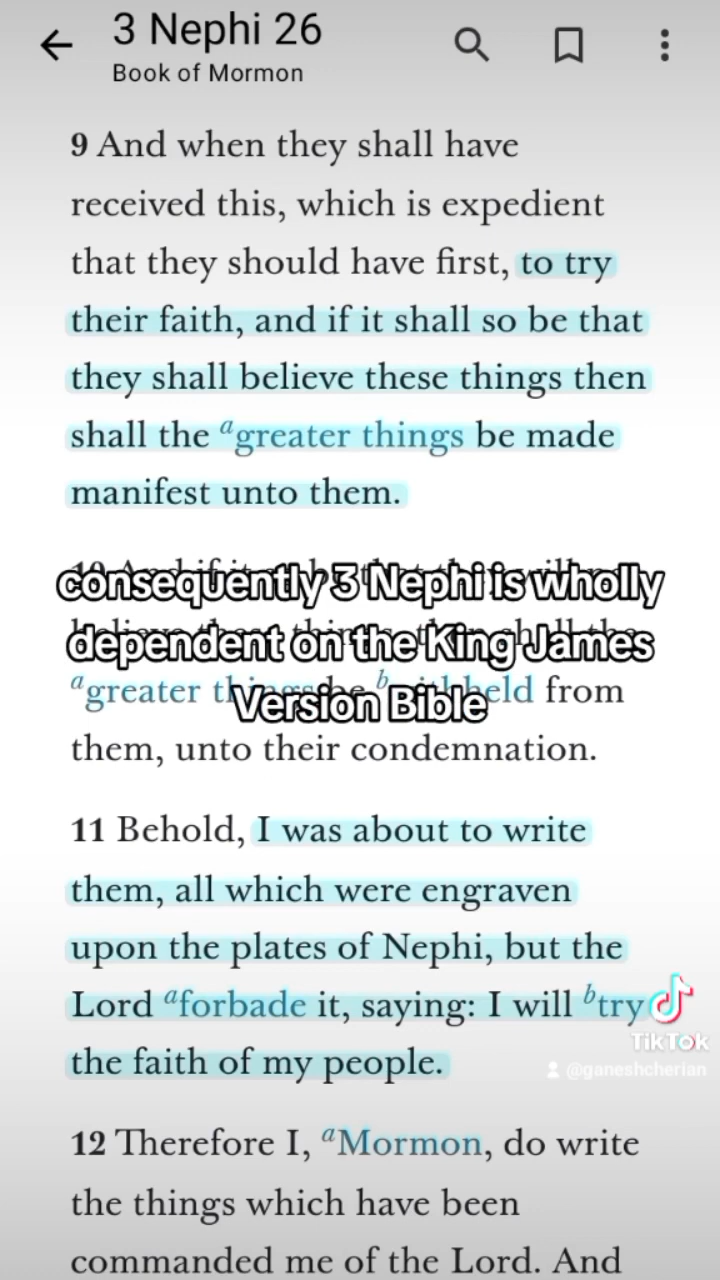 3 Nephi 26
Book of Mormon
9 And when they shall have
received this, which is expedient
that they should have first, to try
their faith, and if it shall so be that
they shall believe these things then
shall the a greater things be made
manifest unto them.
consequently 3 Nephi is wholly
dependent on the King James
Version Bible
a greater things be b withheld from
them, unto their condemnation.
11 Behold, I was about to write
them, all which were engraven
upon the plates of Nephi, but the
Lord a forbade it, saying: I will b try
the faith of my people.
TikTok
@ganeshcherian
12 Therefore I, a Mormon, do write
the things which have been
commanded me of the Lord. And